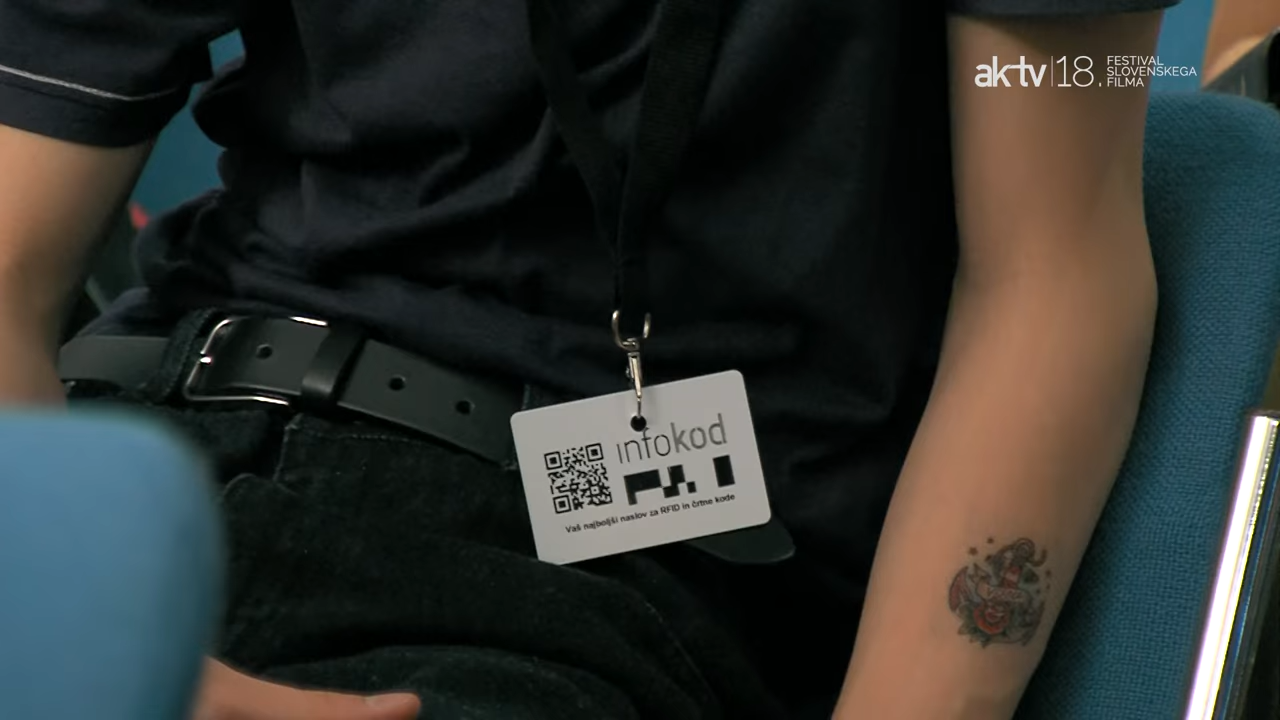 aktv 18. FESTIVAL
SLOVENSKEGA
FILMA
infokod
Vaš najboljši naslov za RFID in črtne kode